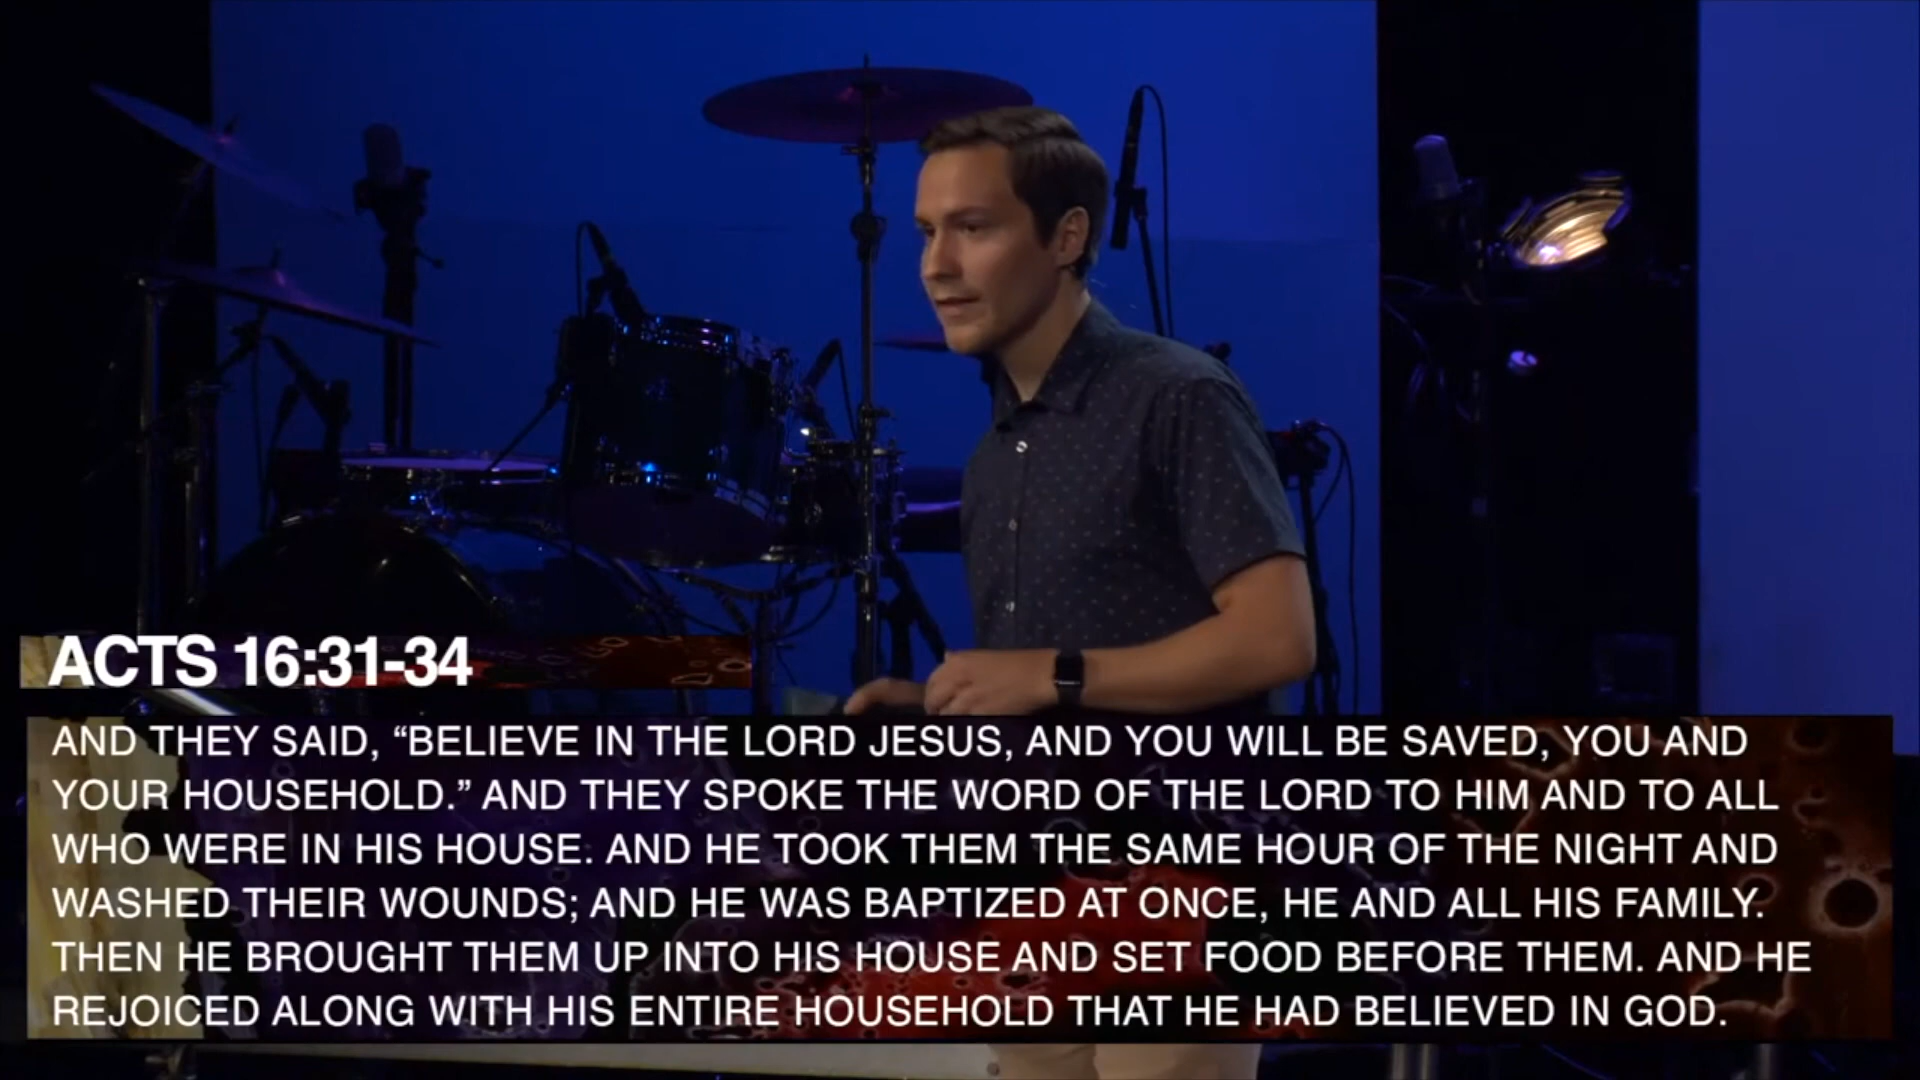 ACTS 16:31-34
AND THEY SAID, “BELIEVE IN THE LORD JESUS, AND YOU WILL BE SAVED, YOU AND
YOUR HOUSEHOLD.” AND THEY SPOKE THE WORD OF THE LORD TO HIM AND TO ALL
WHO WERE IN HIS HOUSE. AND HE TOOK THEM THE SAME HOUR OF THE NIGHT AND
WASHED THEIR WOUNDS; AND HE WAS BAPTIZED AT ONCE, HE AND ALL HIS FAMILY.
THEN HE BROUGHT THEM UP INTO HIS HOUSE AND SET FOOD BEFORE THEM. AND HE
REJOICED ALONG WITH HIS ENTIRE HOUSEHOLD THAT HE HAD BELIEVED IN GOD.